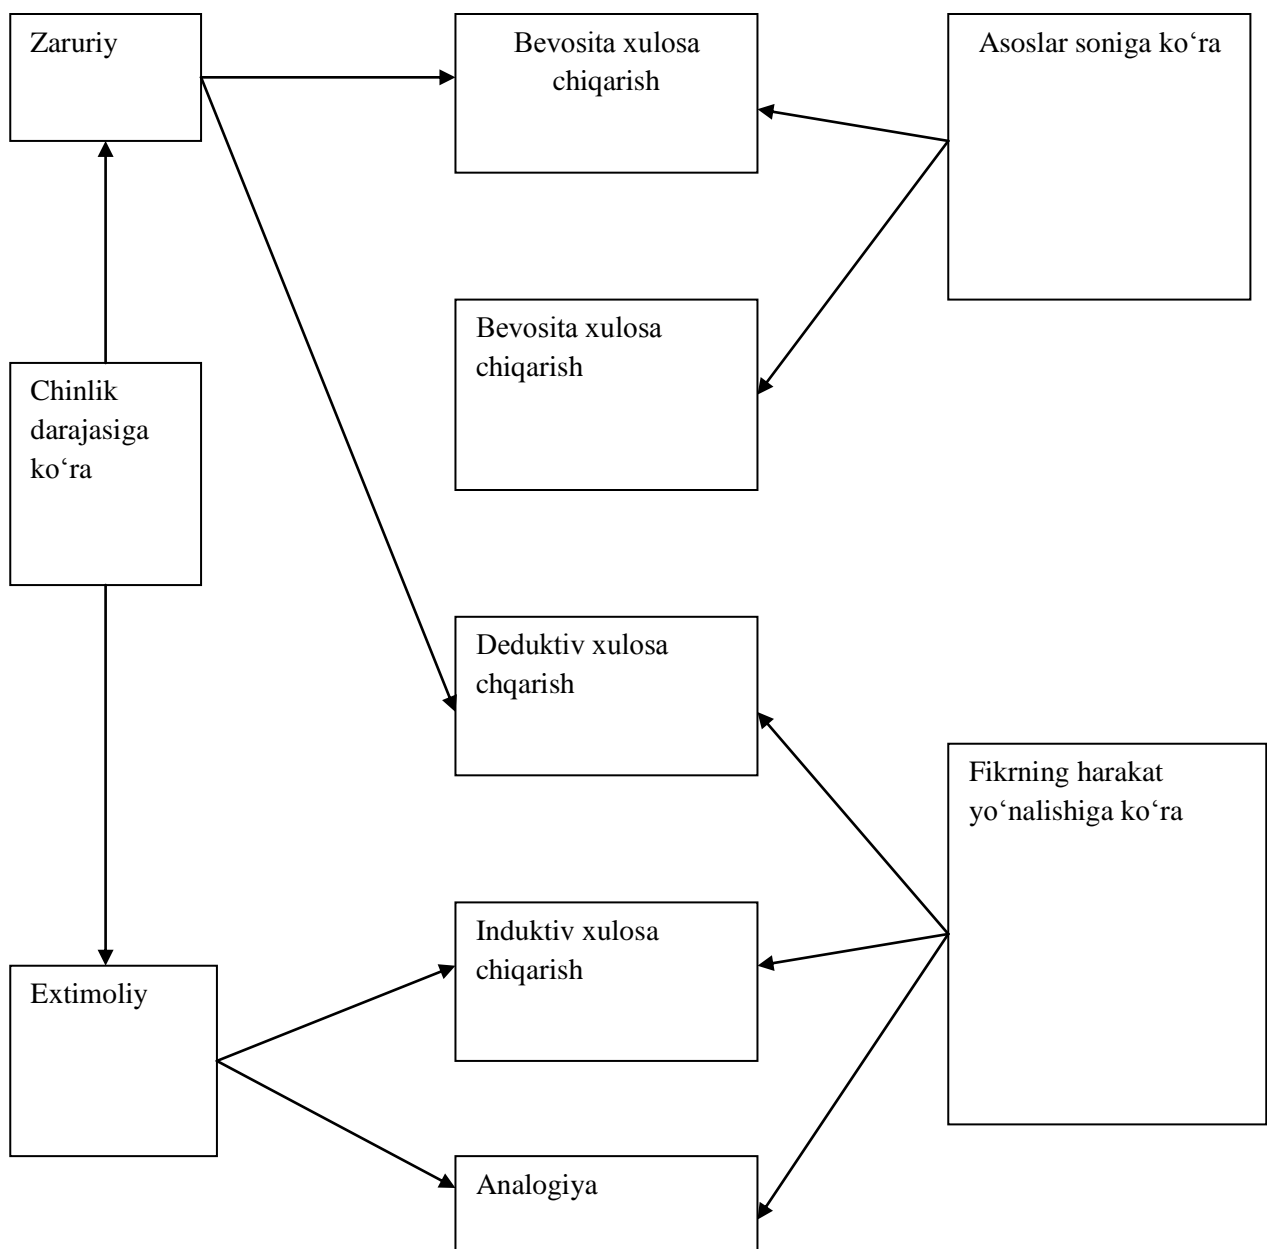 Zaruriy
Bevosita xulosa
chiqarish
Asoslar soniga ko‘ra
Bevosita xulosa
chiqarish
Chinlik
darajasiga
ko‘ra
Deduktiv xulosa
chqarish
Fikrning harakat
yo‘nalishiga ko‘ra
Induktiv xulosa
chiqarish
Extimoliy
Analogiya